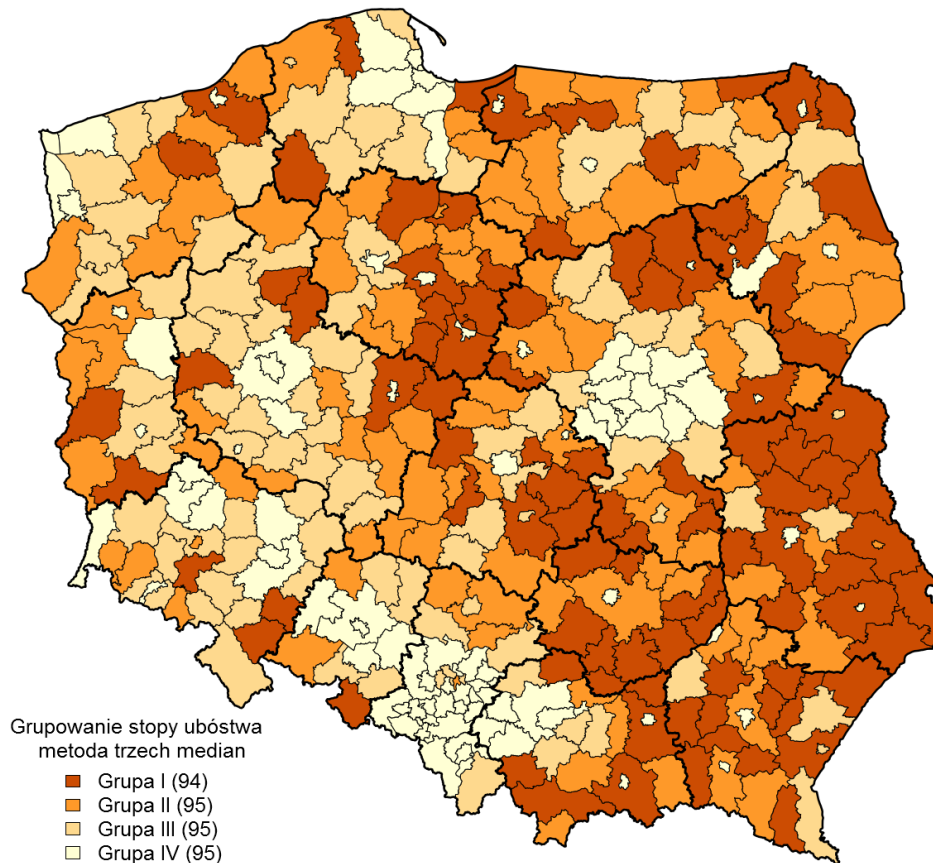 Grupowanie stopy ubóstwa
metoda trzech median
Grupa I (94)
Grupa II (95)
Grupa III (95)
Grupa IV (95)